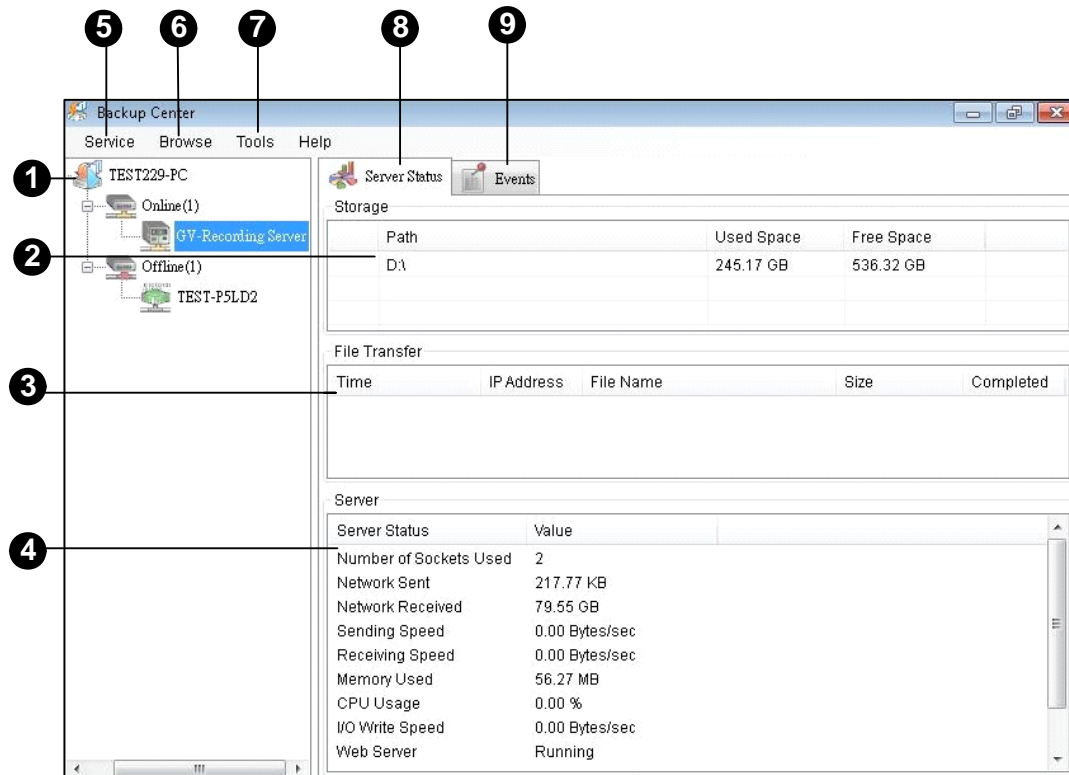 5 6 7 8 9
Backup Center
Service Browse Tools Help
1 TEST229-PC
Online(1)
GV-Recording Server
Offline(1)
TEST-P5LD2
Server Status Events
Storage
Path Used Space Free Space
2 D:\ 245.17 GB 536.32 GB
File Transfer
3 Time IP Address File Name Size Completed
Server
4 Server Status Value
Number of Sockets Used 2
Network Sent 217.77 KB
Network Received 79.55 GB
Sending Speed 0.00 Bytes/sec
Receiving Speed 0.00 Bytes/sec
Memory Used 56.27 MB
CPU Usage 0.00 %
I/O Write Speed 0.00 Bytes/sec
Web Server Running